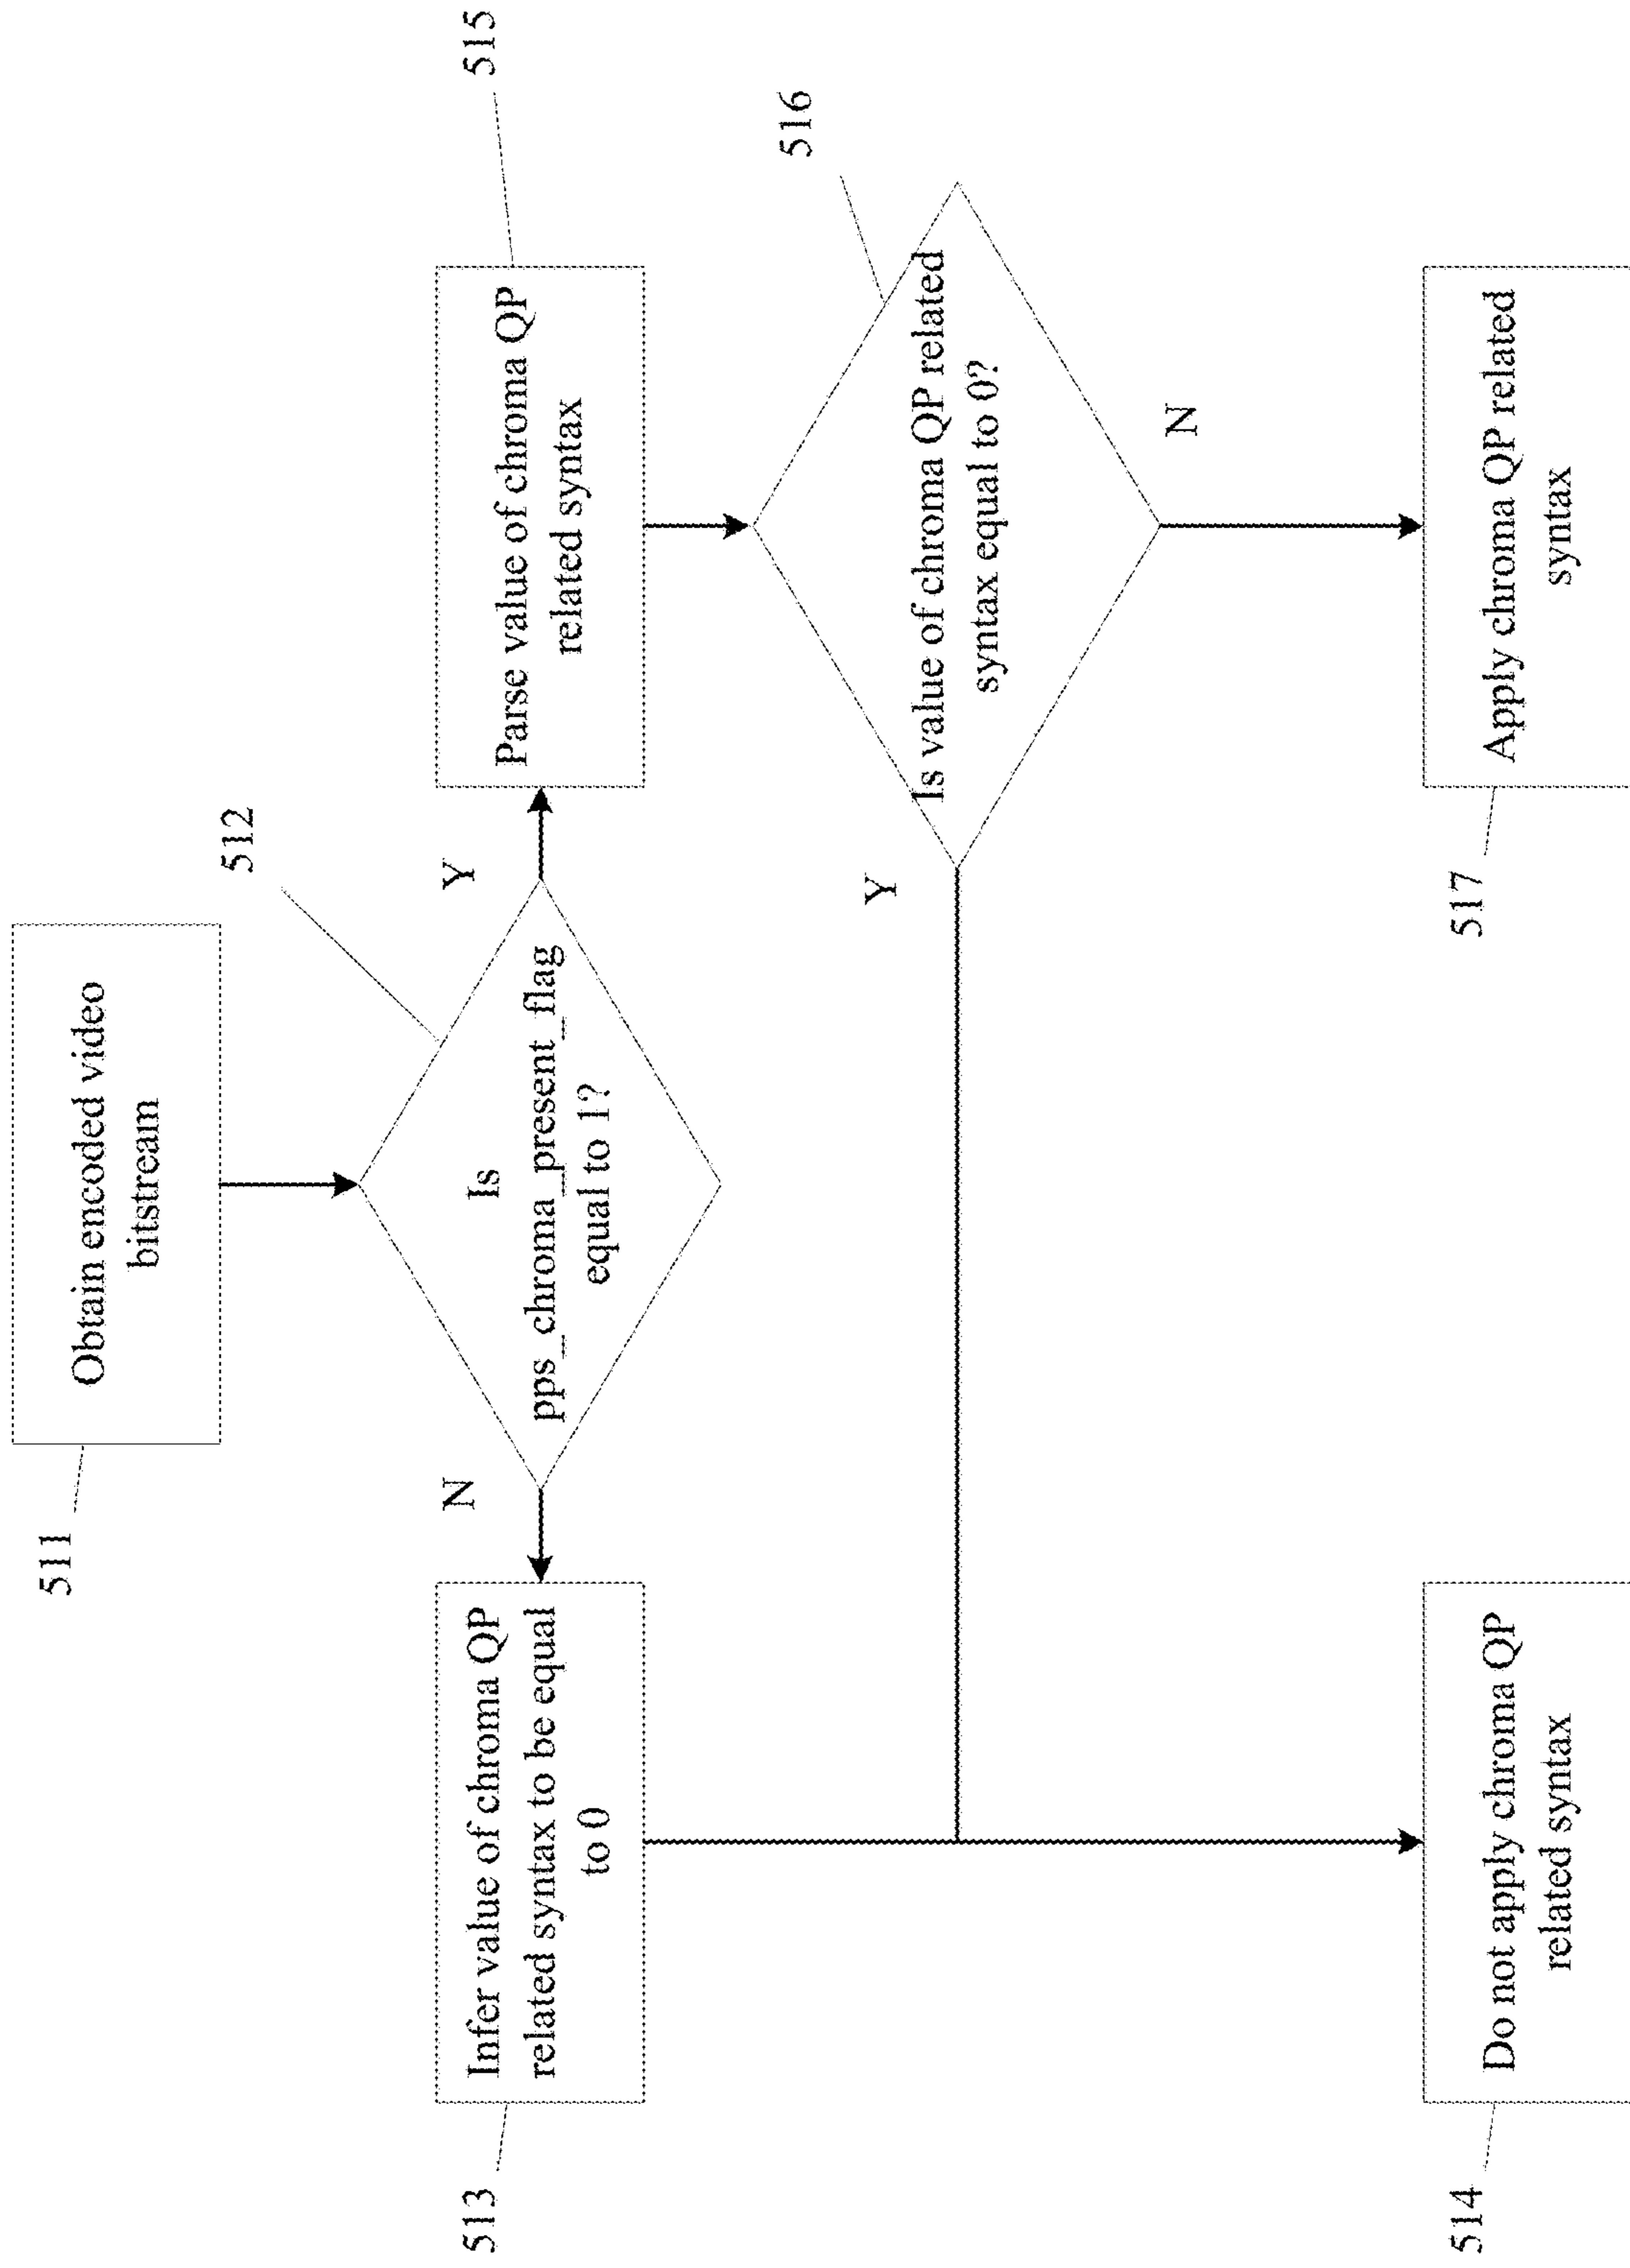 511
Obtain encoded video
bitstream
512
Is
pps_chroma_present_flag
equal to 1?
N
Y
513
Infer value of chroma QP
related syntax to be equal
to 0
515
Parse value of chroma QP
related syntax
516
Is value of chroma QP related
syntax equal to 0?
Y
N
514
Do not apply chroma QP
related syntax
517
Apply chroma QP related
syntax